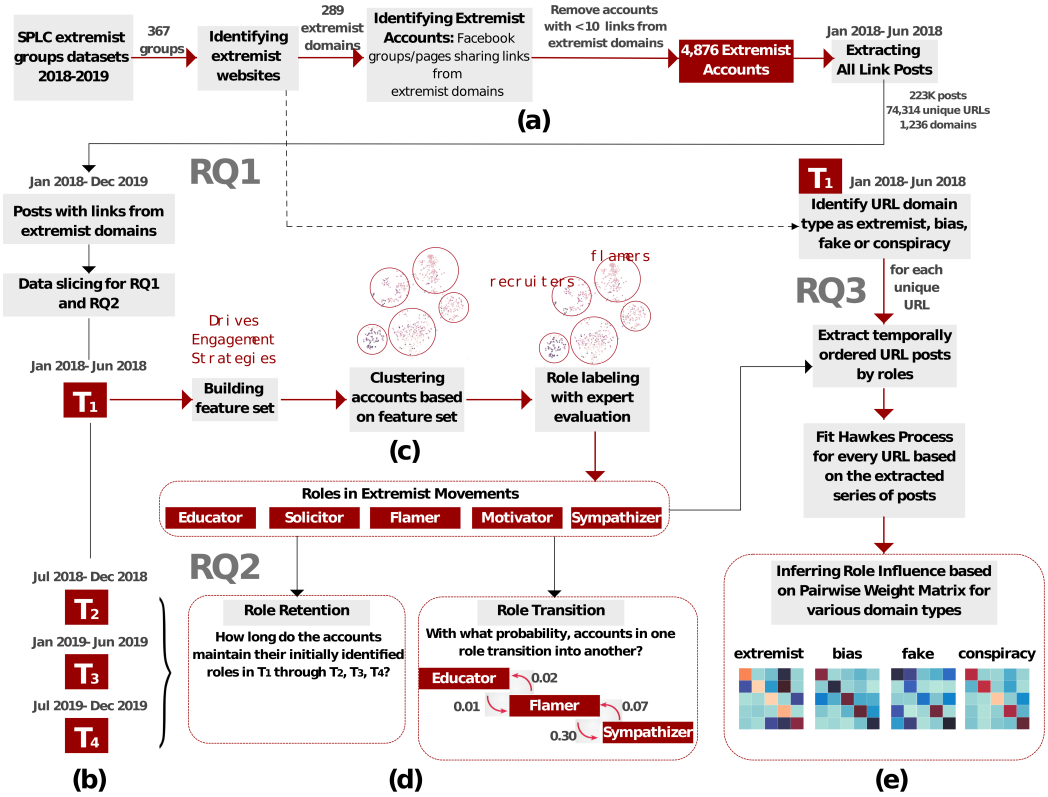 SPLC extremist
groups datasets
2018-2019
367
groups
Identifying
extremist
websites
289
extremist
domains
Identifying Extremist
Accounts: Facebook
groups/pages sharing links
from
extremist domains
Remove accounts
with <10 links from
extremist domains
4,876 Extremist
Accounts
Jan 2018- Jun 2018
Extracting
All Link Posts
223K posts
74,314 unique URLs
1,236 domains
(a)
RQ1
Jan 2018- Dec 2019
Posts with links from
extremist domains
Data slicing for RQ1
and RQ2
Jan 2018- Jun 2018
T1
Drives
Engagement
Strategies
Building
feature set
Clustering
accounts based
on feature set
recruiters
flamers
Role labeling
with expert
evaluation
(c)
Roles in Extremist Movements
Educator
Solicitor
Flamer
Motivator
Sympathizer
Jul 2018- Dec 2018
T2
Jan 2019- Jun 2019
T3
Jul 2019- Dec 2019
T4
(b)
RQ2
Role Retention
How long do the accounts
maintain their initially identified
roles in T1 through T2, T3, T4?
Role Transition
With what probability, accounts in one
role transition into another?
Educator
0.02
0.01
Flamer
0.07
0.30
Sympathizer
(d)
T1
Jan 2018- Jun 2018
Identify URL domain
type as extremist, bias,
fake or conspiracy
RQ3
for each
unique
URL
Extract temporally
ordered URL posts
by roles
Fit Hawkes Process
for every URL based
on the extracted
series of posts
Inferring Role Influence based
on Pairwise Weight Matrix for
various domain types
extremist
bias
fake
conspiracy
(e)